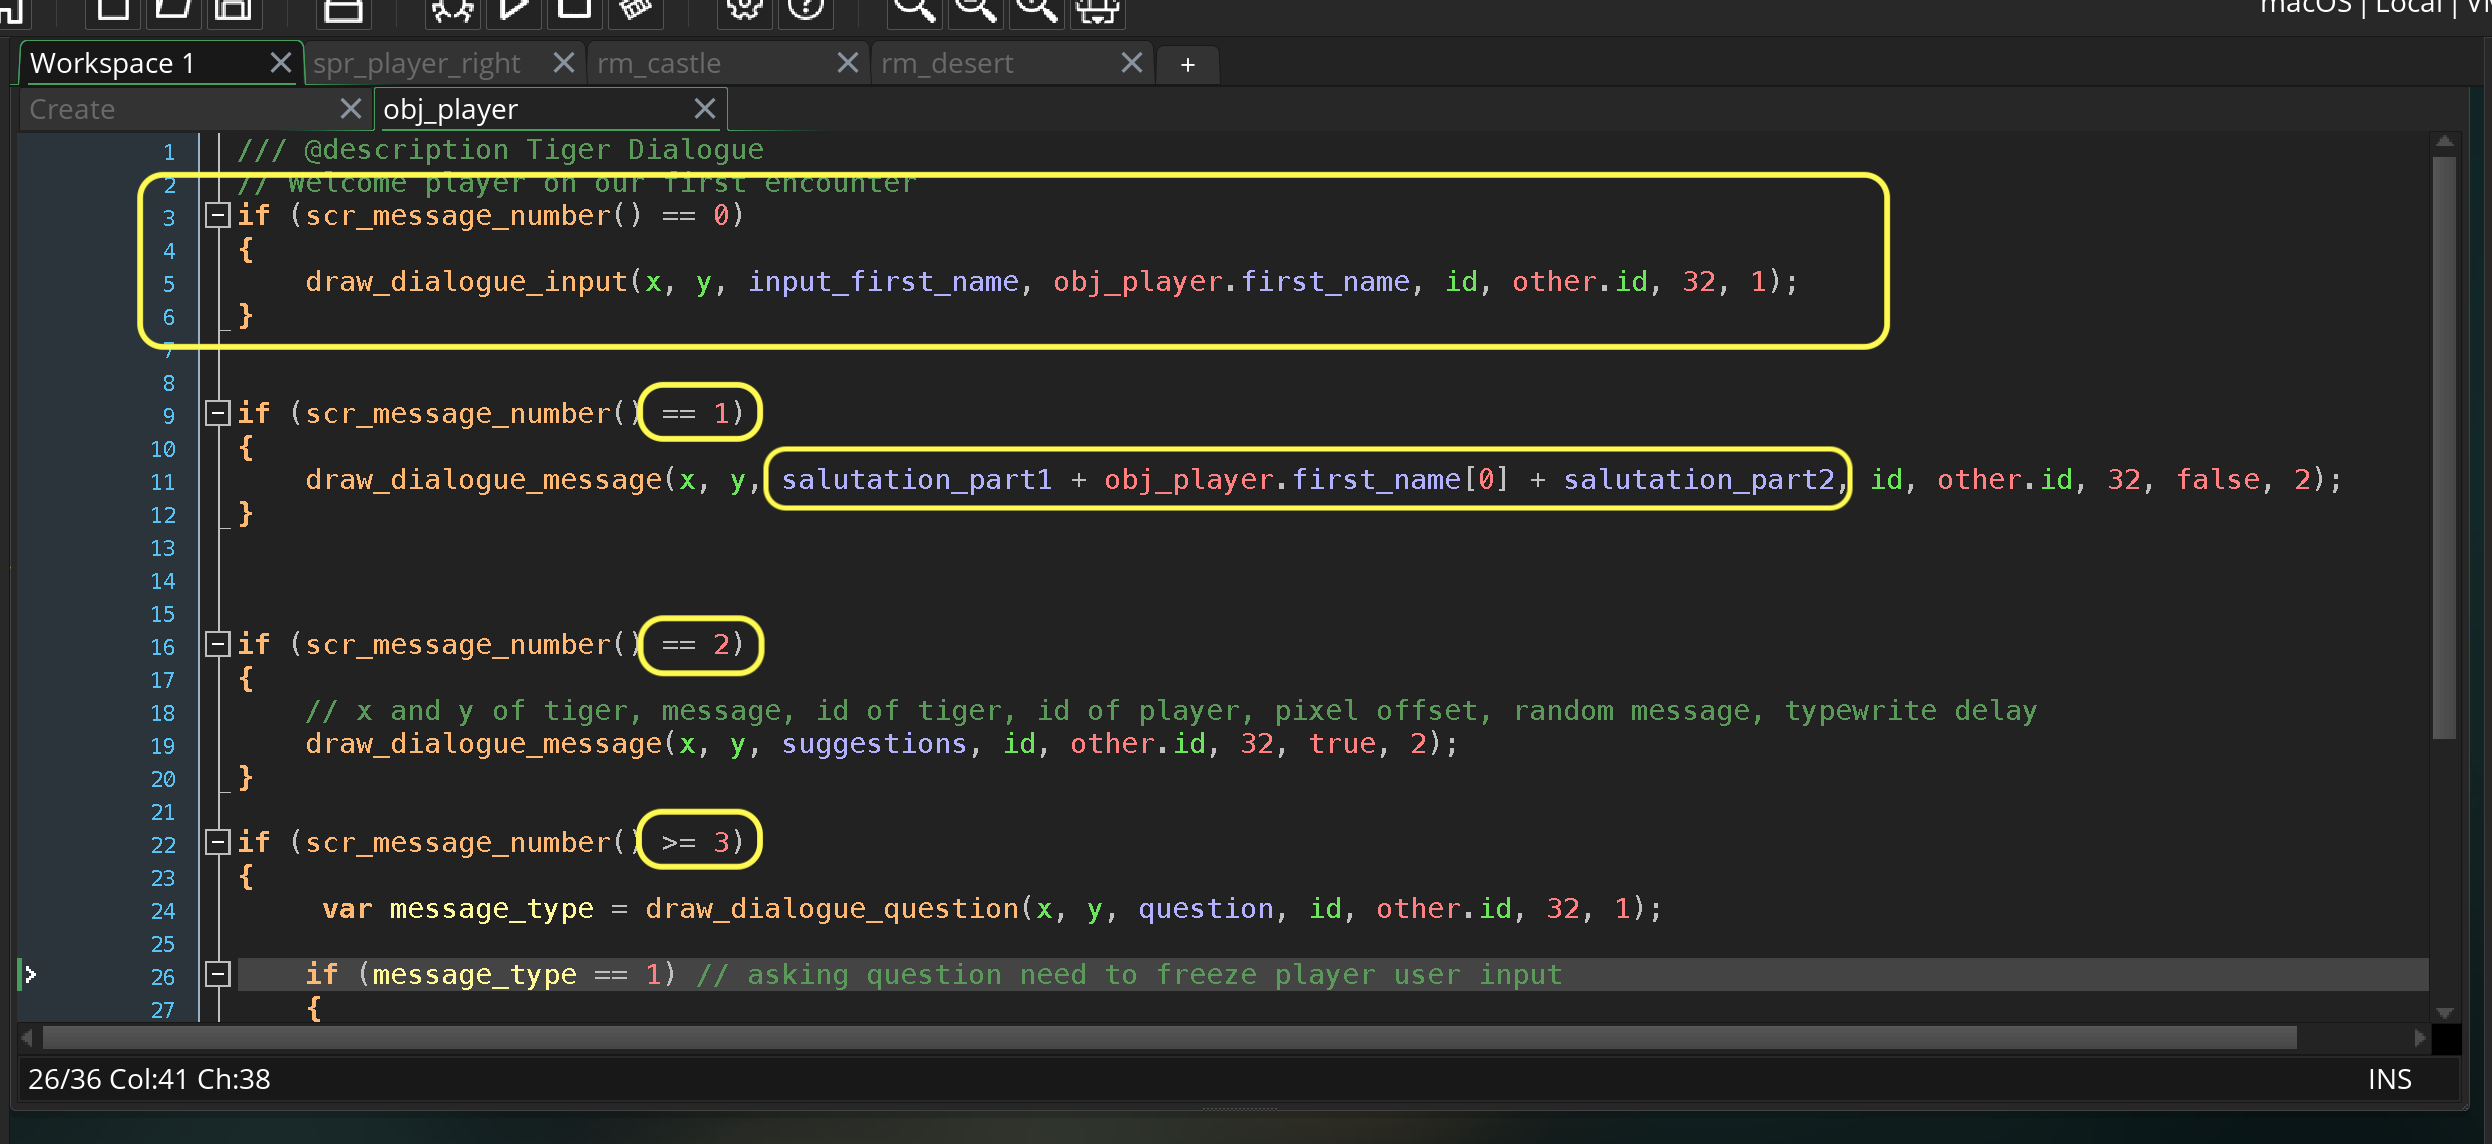 macOS | Local |
Workspace 1 spr_player_right rm_castle rm_desert +
Create obj_player
1 /// @description Tiger Dialogue
2 // Welcome player on our first encounter
3 if (scr_message_number() == 0)
4 {
5 draw_dialogue_input(x, y, input_first_name, obj_player.first_name, id, other.id, 32, 1);
6 }
7
8
9 if (scr_message_number() == 1)
10 {
11 draw_dialogue_message(x, y, salutation_part1 + obj_player.first_name[0] + salutation_part2, id, other.id, 32, false, 2);
12 }
13
14
15
16 if (scr_message_number() == 2)
17 {
18 // x and y of tiger, message, id of tiger, id of player, pixel offset, random message, typewrite delay
19 draw_dialogue_message(x, y, suggestions, id, other.id, 32, true, 2);
20 }
21
22 if (scr_message_number() >= 3)
23 {
24 var message_type = draw_dialogue_question(x, y, question, id, other.id, 32, 1);
25
26 if (message_type == 1) // asking question need to freeze player user input
27 {
26/36 Col:41 Ch:38 INS